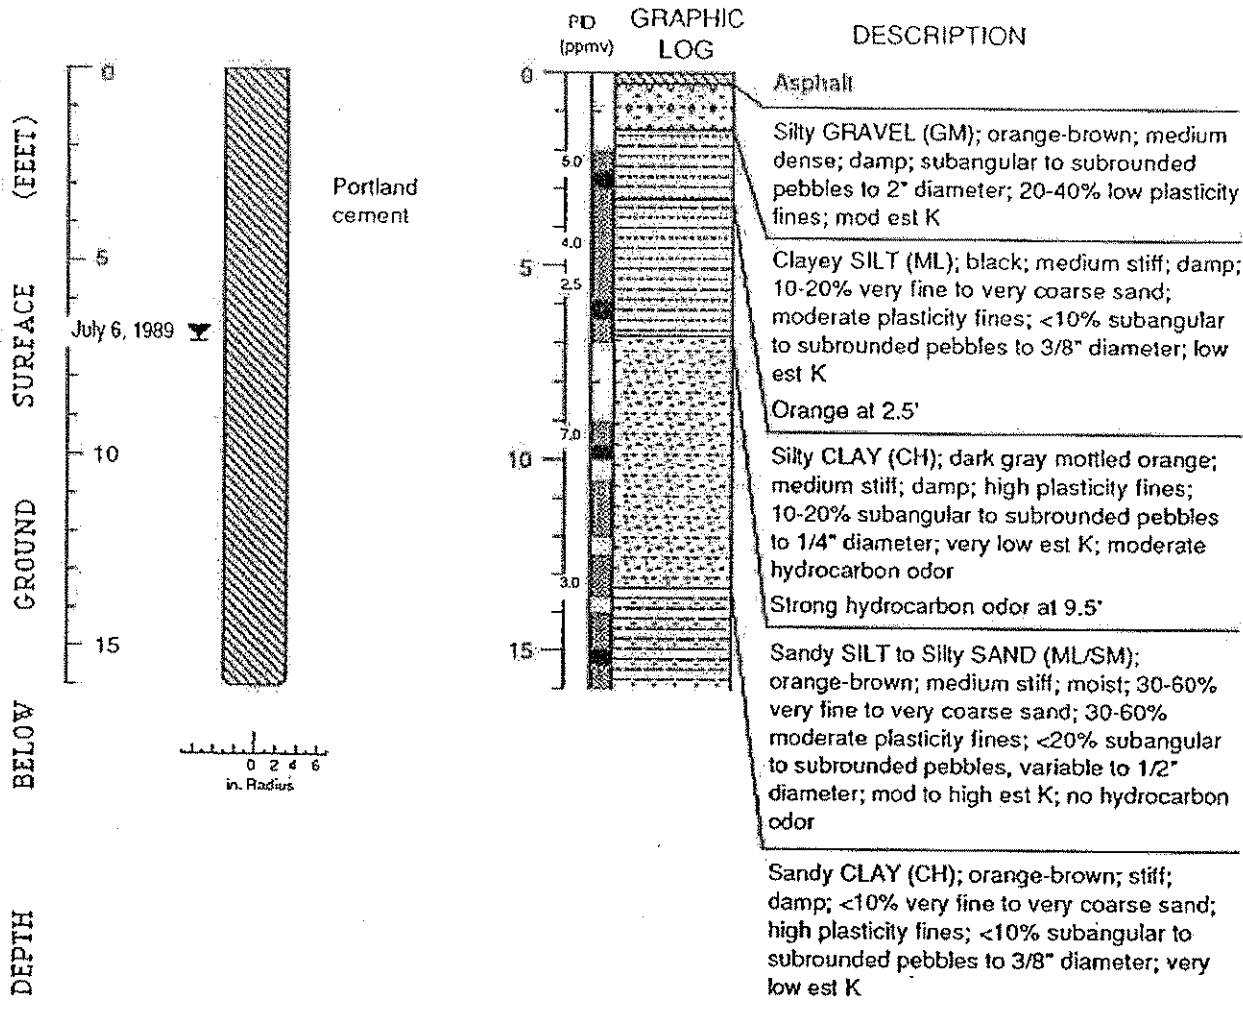 DEPTH BELOW GROUND SURFACE (FEET)
0
5
10
15
July 6, 1989
Portland
cement
0 2 4 6
in. Radius
PID
(ppmv)
GRAPHIC
LOG
DESCRIPTION
0
5.0
4.0
5
2.5
7.0
10
3.0
15
Asphalt
Silty GRAVEL (GM); orange-brown; medium
dense; damp; subangular to subrounded
pebbles to 2" diameter; 20-40% low plasticity
fines; mod est K
Clayey SILT (ML); black; medium stiff; damp;
10-20% very fine to very coarse sand;
moderate plasticity fines; <10% subangular
to subrounded pebbles to 3/8" diameter; low
est K
Orange at 2.5'
Silty CLAY (CH); dark gray mottled orange;
medium stiff; damp; high plasticity fines;
10-20% subangular to subrounded pebbles
to 1/4" diameter; very low est K; moderate
hydrocarbon odor
Strong hydrocarbon odor at 9.5'
Sandy SILT to Silty SAND (ML/SM);
orange-brown; medium stiff; moist; 30-60%
very fine to very coarse sand; 30-60%
moderate plasticity fines; <20% subangular
to subrounded pebbles, variable to 1/2"
diameter; mod to high est K; no hydrocarbon
odor
Sandy CLAY (CH); orange-brown; stiff;
damp; <10% very fine to very coarse sand;
high plasticity fines; <10% subangular to
subrounded pebbles to 3/8" diameter; very
low est K